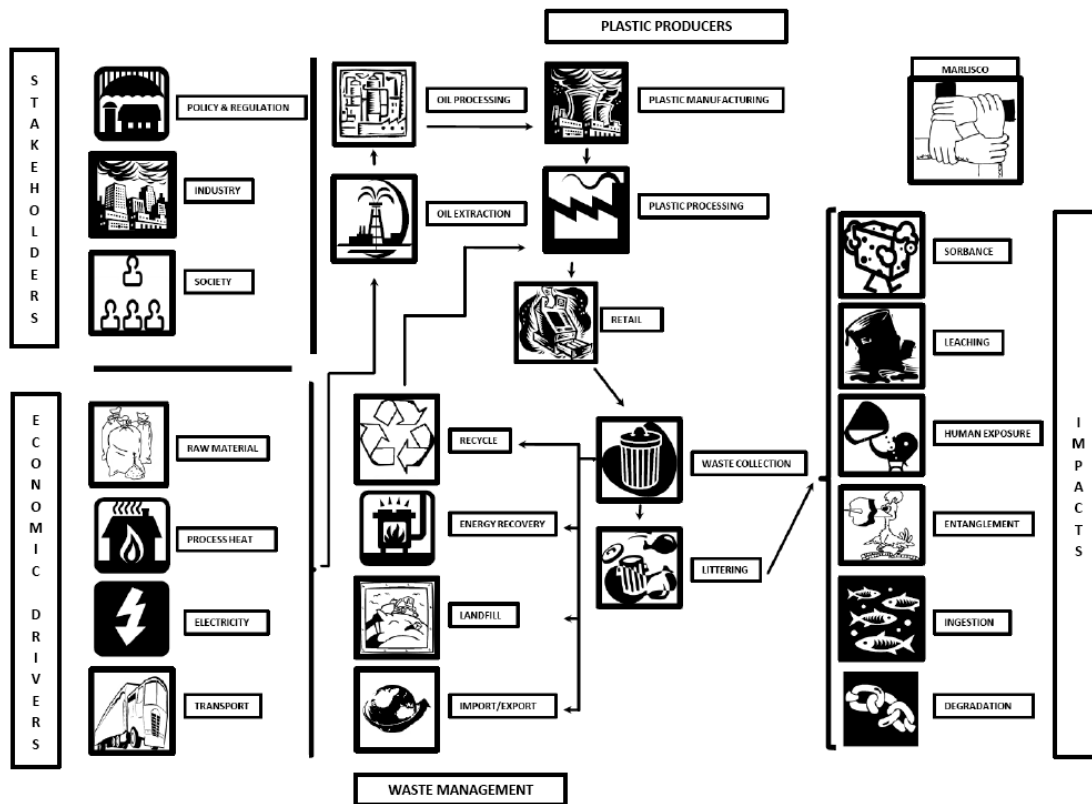 PLASTIC PRODUCERS
STAKEHOLDERS
POLICY & REGULATION
INDUSTRY
SOCIETY
OIL PROCESSING
OIL EXTRACTION
PLASTIC MANUFACTURING
PLASTIC PROCESSING
RETAIL
MARLISCO
ECONOMIC DRIVERS
RAW MATERIAL
PROCESS HEAT
ELECTRICITY
TRANSPORT
RECYCLE
ENERGY RECOVERY
LANDFILL
IMPORT/EXPORT
WASTE COLLECTION
LITTERING
SORBANCE
LEACHING
HUMAN EXPOSURE
ENTANGLEMENT
INGESTION
DEGRADATION
IMPACTS
WASTE MANAGEMENT